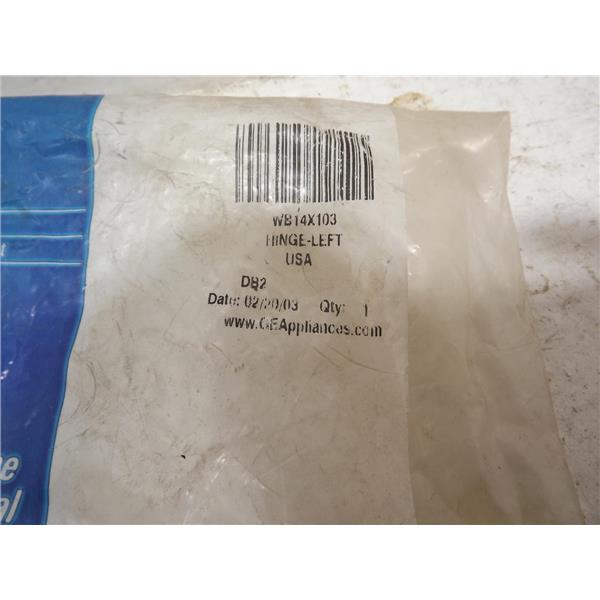 WB14X103
HINGE-LEFT
USA
DB2
Date: 02/20/03 Qty: 1
www.GEAppliances.com